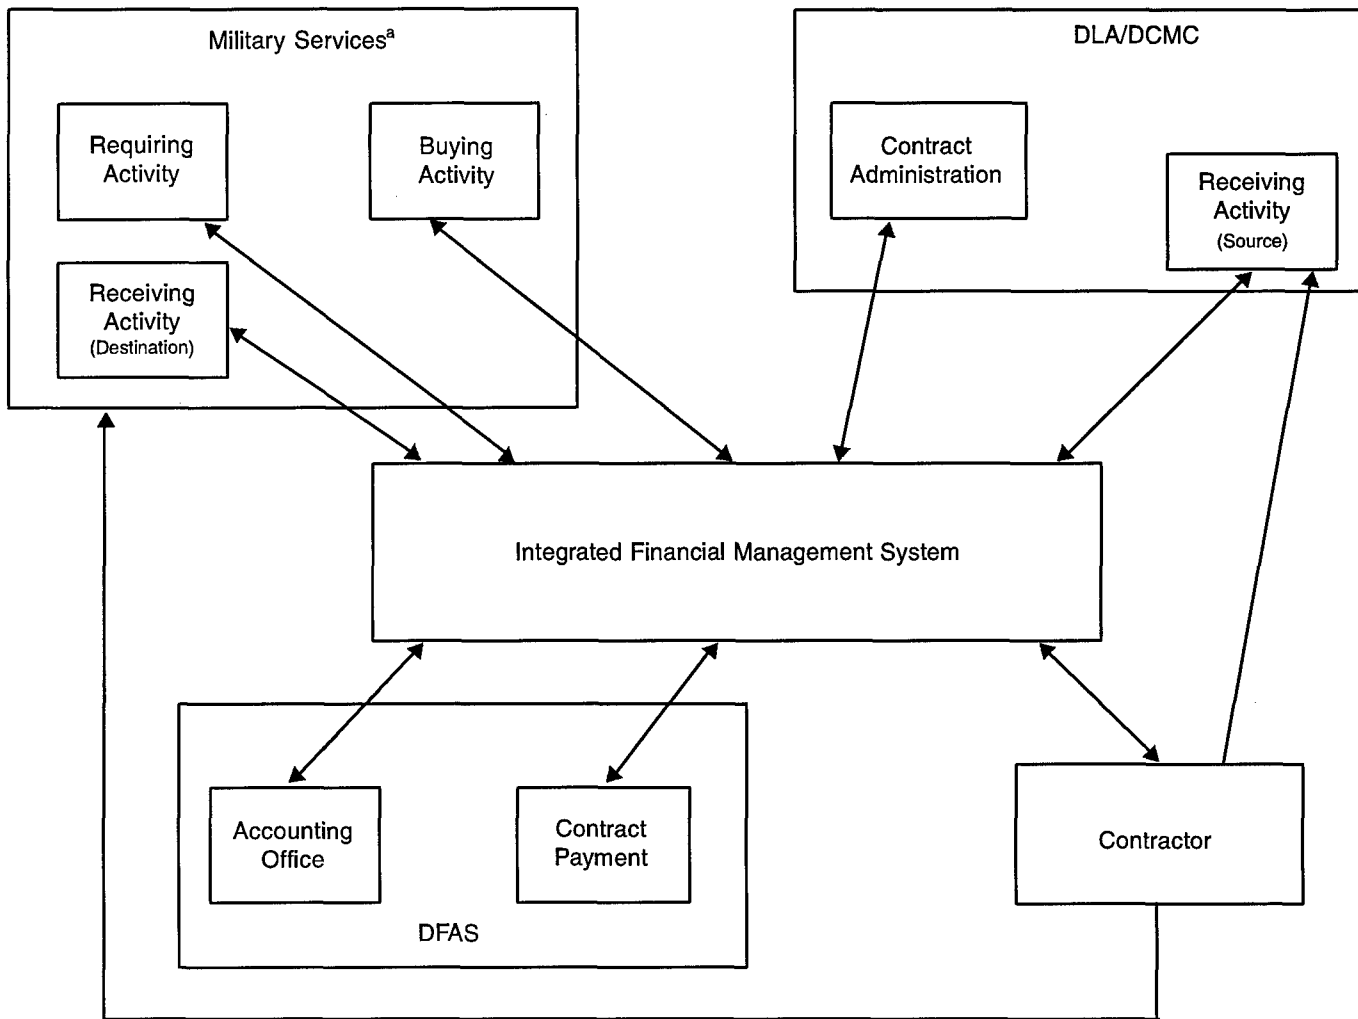 Military Servicesᵃ
Requiring
Activity
Buying
Activity
Receiving
Activity
(Destination)
DLA/DCMC
Contract
Administration
Receiving
Activity
(Source)
Integrated Financial Management System
Accounting
Office
Contract
Payment
DFAS
Contractor